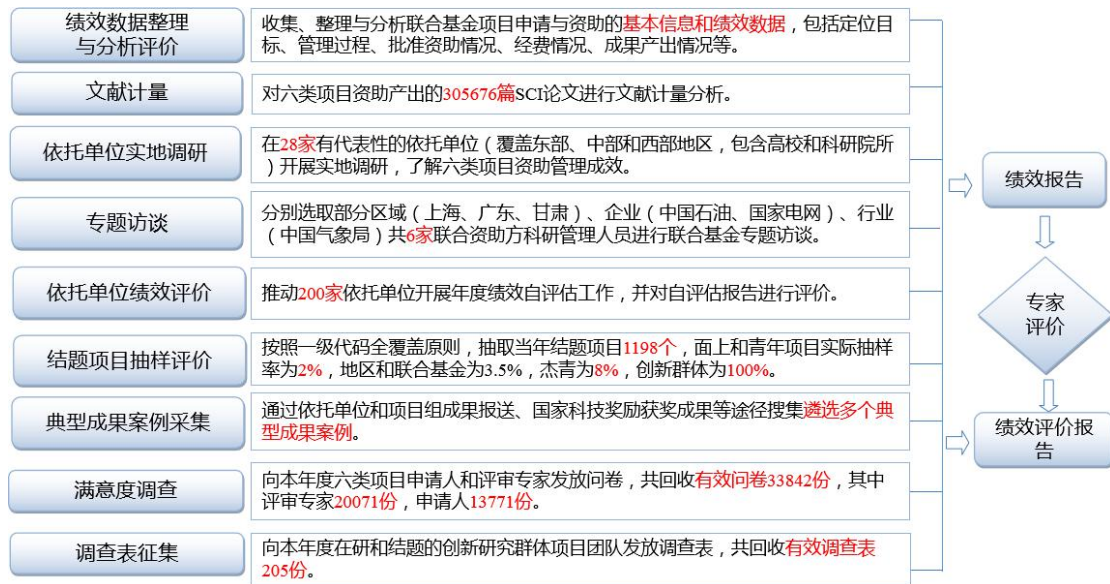 绩效数据整理
与分析评价
收集、整理与分析联合基金项目申请与资助的基本信息和绩效数据，包括定位目
标、管理过程、批准资助情况、经费情况、成果产出情况等。
文献计量
对六类项目资助产出的305676篇SCI论文进行文献计量分析。
依托单位实地调研
在28家有代表性的依托单位（覆盖东部、中部和西部地区，包含高校和科研院所
）开展实地调研，了解六类项目资助管理成效。
专题访谈
分别选取部分区域（上海、广东、甘肃）、企业（中国石油、国家电网）、行业
（中国气象局）共6家联合资助方科研管理人员进行联合基金专题访谈。
依托单位绩效评价
推动200家依托单位开展年度绩效自评估工作，并对自评估报告进行评价。
结题项目抽样评价
按照一级代码全覆盖原则，抽取当年结题项目1198个，面上和青年项目实际抽样
率为2%，地区和联合基金为3.5%，杰青为8%，创新群体为100%。
典型成果案例采集
通过依托单位和项目组成果报送、国家科技奖励获奖成果等途径搜集遴选多个典
型成果案例。
满意度调查
向本年度六类项目申请人和评审专家发放问卷，共回收有效问卷33842份，其中
评审专家20071份，申请人13771份。
调查表征集
向本年度在研和结题的创新研究群体项目团队发放调查表，共回收有效调查表
205份。
绩效报告
专家
评价
绩效评价报
告